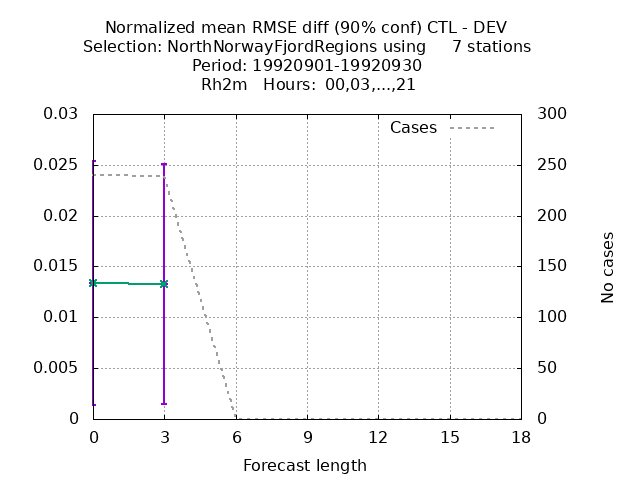 Normalized mean RMSE diff (90% conf) CTL - DEV
Selection: NorthNorwayFjordRegions using 7 stations
Period: 19920901-19920930
Rh2m Hours: 00,03,...,21
0.03
0.025
0.02
0.015
0.01
0.005
0
Cases
300
250
200
150
100
50
0
No cases
0 3 6 9 12 15 18
Forecast length